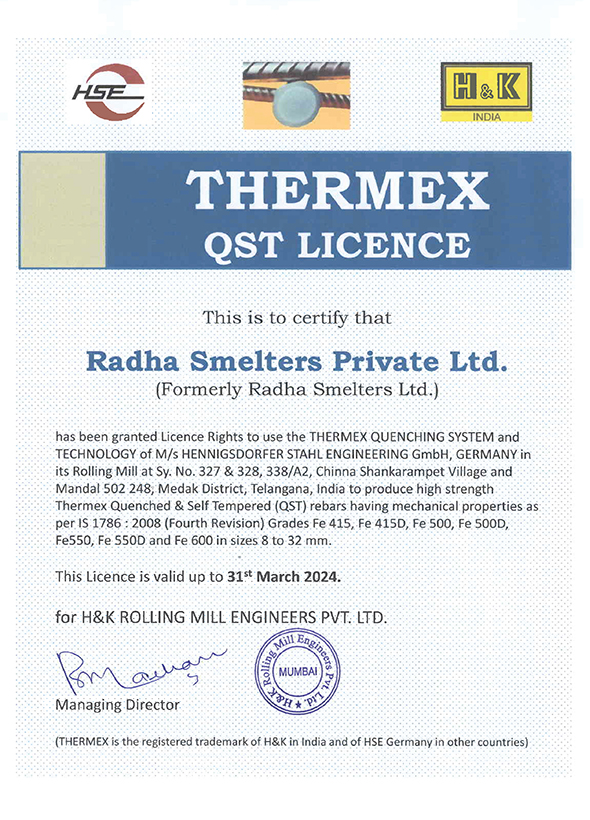 HSE
H & K
INDIA
THERMEX
QST LICENCE
This is to certify that
Radha Smelters Private Ltd.
(Formerly Radha Smelters Ltd.)
has been granted Licence Rights to use the THERMEX QUENCHING SYSTEM and
TECHNOLOGY of M/s HENNIGSDORFER STAHL ENGINEERING GmbH, GERMANY in
its Rolling Mill at Sy. No. 327 & 328, 338/A2, Chinna Shankarampet Village and
Mandal 502 248; Medak District, Telangana, India to produce high strength
Thermex Quenched & Self Tempered (QST) rebars having mechanical properties as
per IS 1786 : 2008 (Fourth Revision) Grades Fe 415, Fe 415D, Fe 500, Fe 500D,
Fe550, Fe 550D and Fe 600 in sizes 8 to 32 mm.
This Licence is valid up to 31st March 2024.
for H&K ROLLING MILL ENGINEERS PVT. LTD.
H&K Rolling Mill Engineers Pvt. Ltd.
MUMBAI
Managing Director
(THERMEX is the registered trademark of H&K in India and of HSE Germany in other countries)